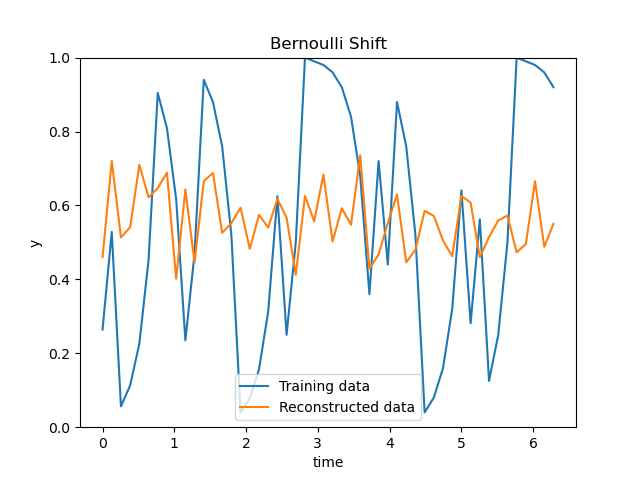 Bernoulli Shift
1.0
0.8
0.6
0.4
0.2
0.0
y
0 1 2 3 4 5 6
time
Training data
Reconstructed data